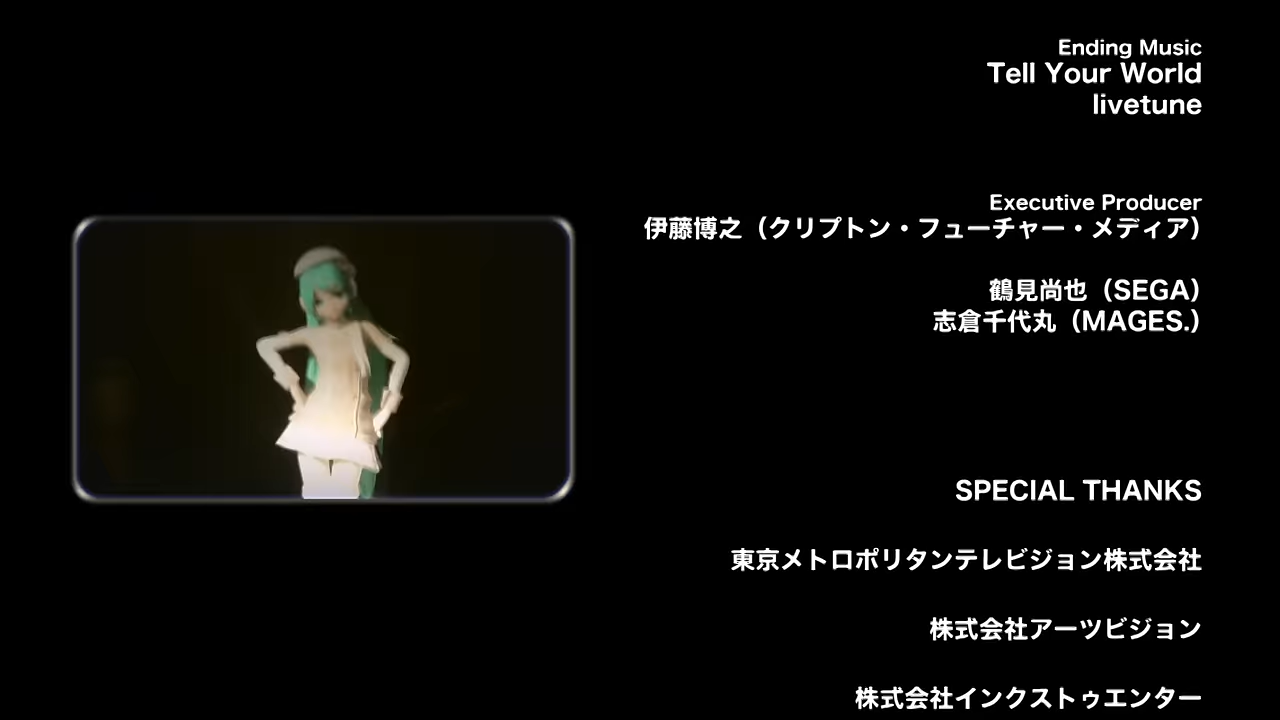 Ending Music
Tell Your World
livetune
Executive Producer
伊藤博之（クリプトン・フューチャー・メディア）
鶴見尚也（SEGA）
志倉千代丸（MAGES.）
SPECIAL THANKS
東京メトロポリタンテレビジョン株式会社
株式会社アーツビジョン
株式会社インクストゥエンター